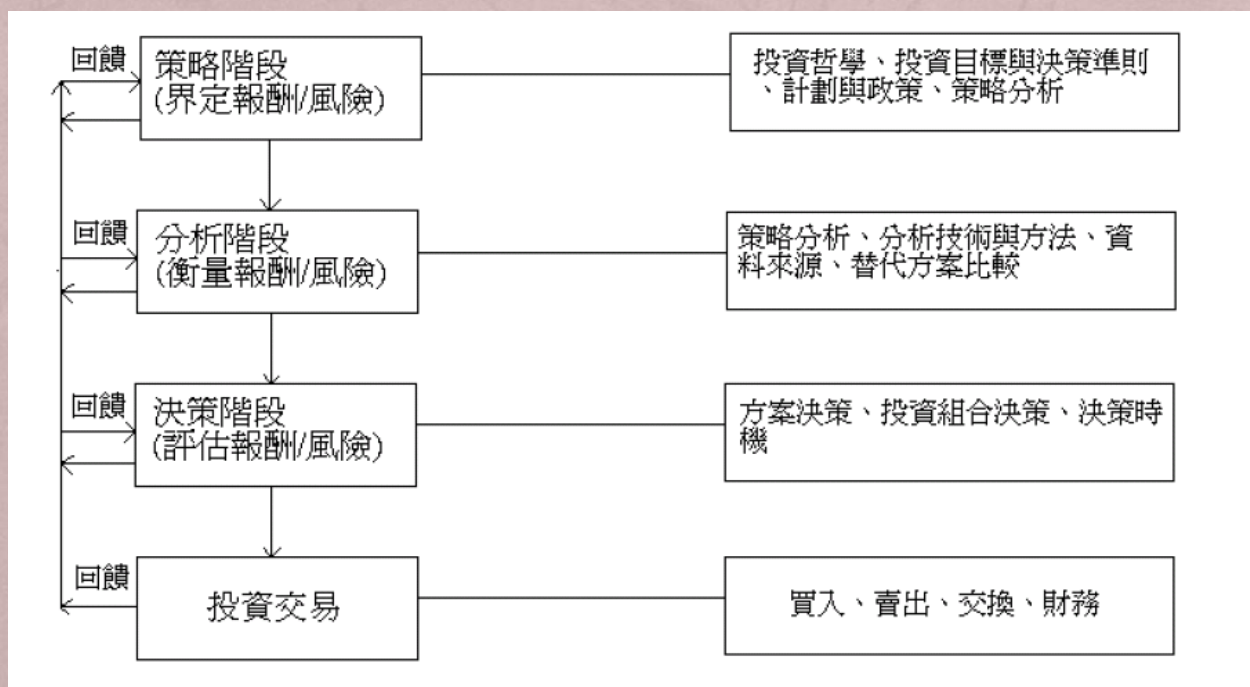 回饋
策略階段
(界定報酬/風險)
投資哲學、投資目標與決策準則
、計劃與政策、策略分析
回饋
分析階段
(衡量報酬/風險)
策略分析、分析技術與方法、資
料來源、替代方案比較
回饋
決策階段
(評估報酬/風險)
方案決策、投資組合決策、決策時
機
回饋
投資交易
買入、賣出、交換、財務